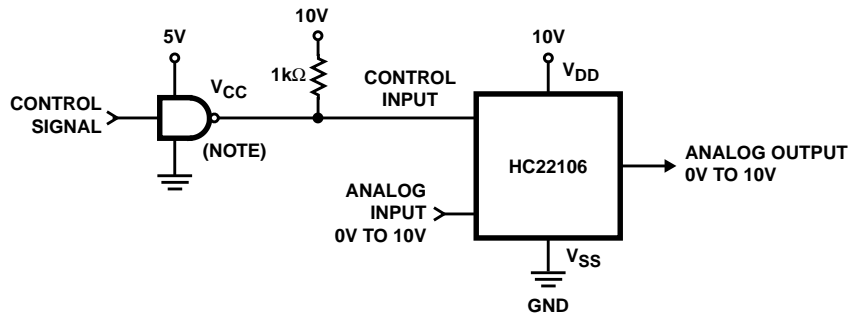 5V
10V
10V
1kΩ
V_CC
CONTROL
INPUT
V_DD
CONTROL
SIGNAL
(NOTE)
HC22106
ANALOG OUTPUT
0V TO 10V
ANALOG
INPUT
0V TO 10V
V_SS
GND